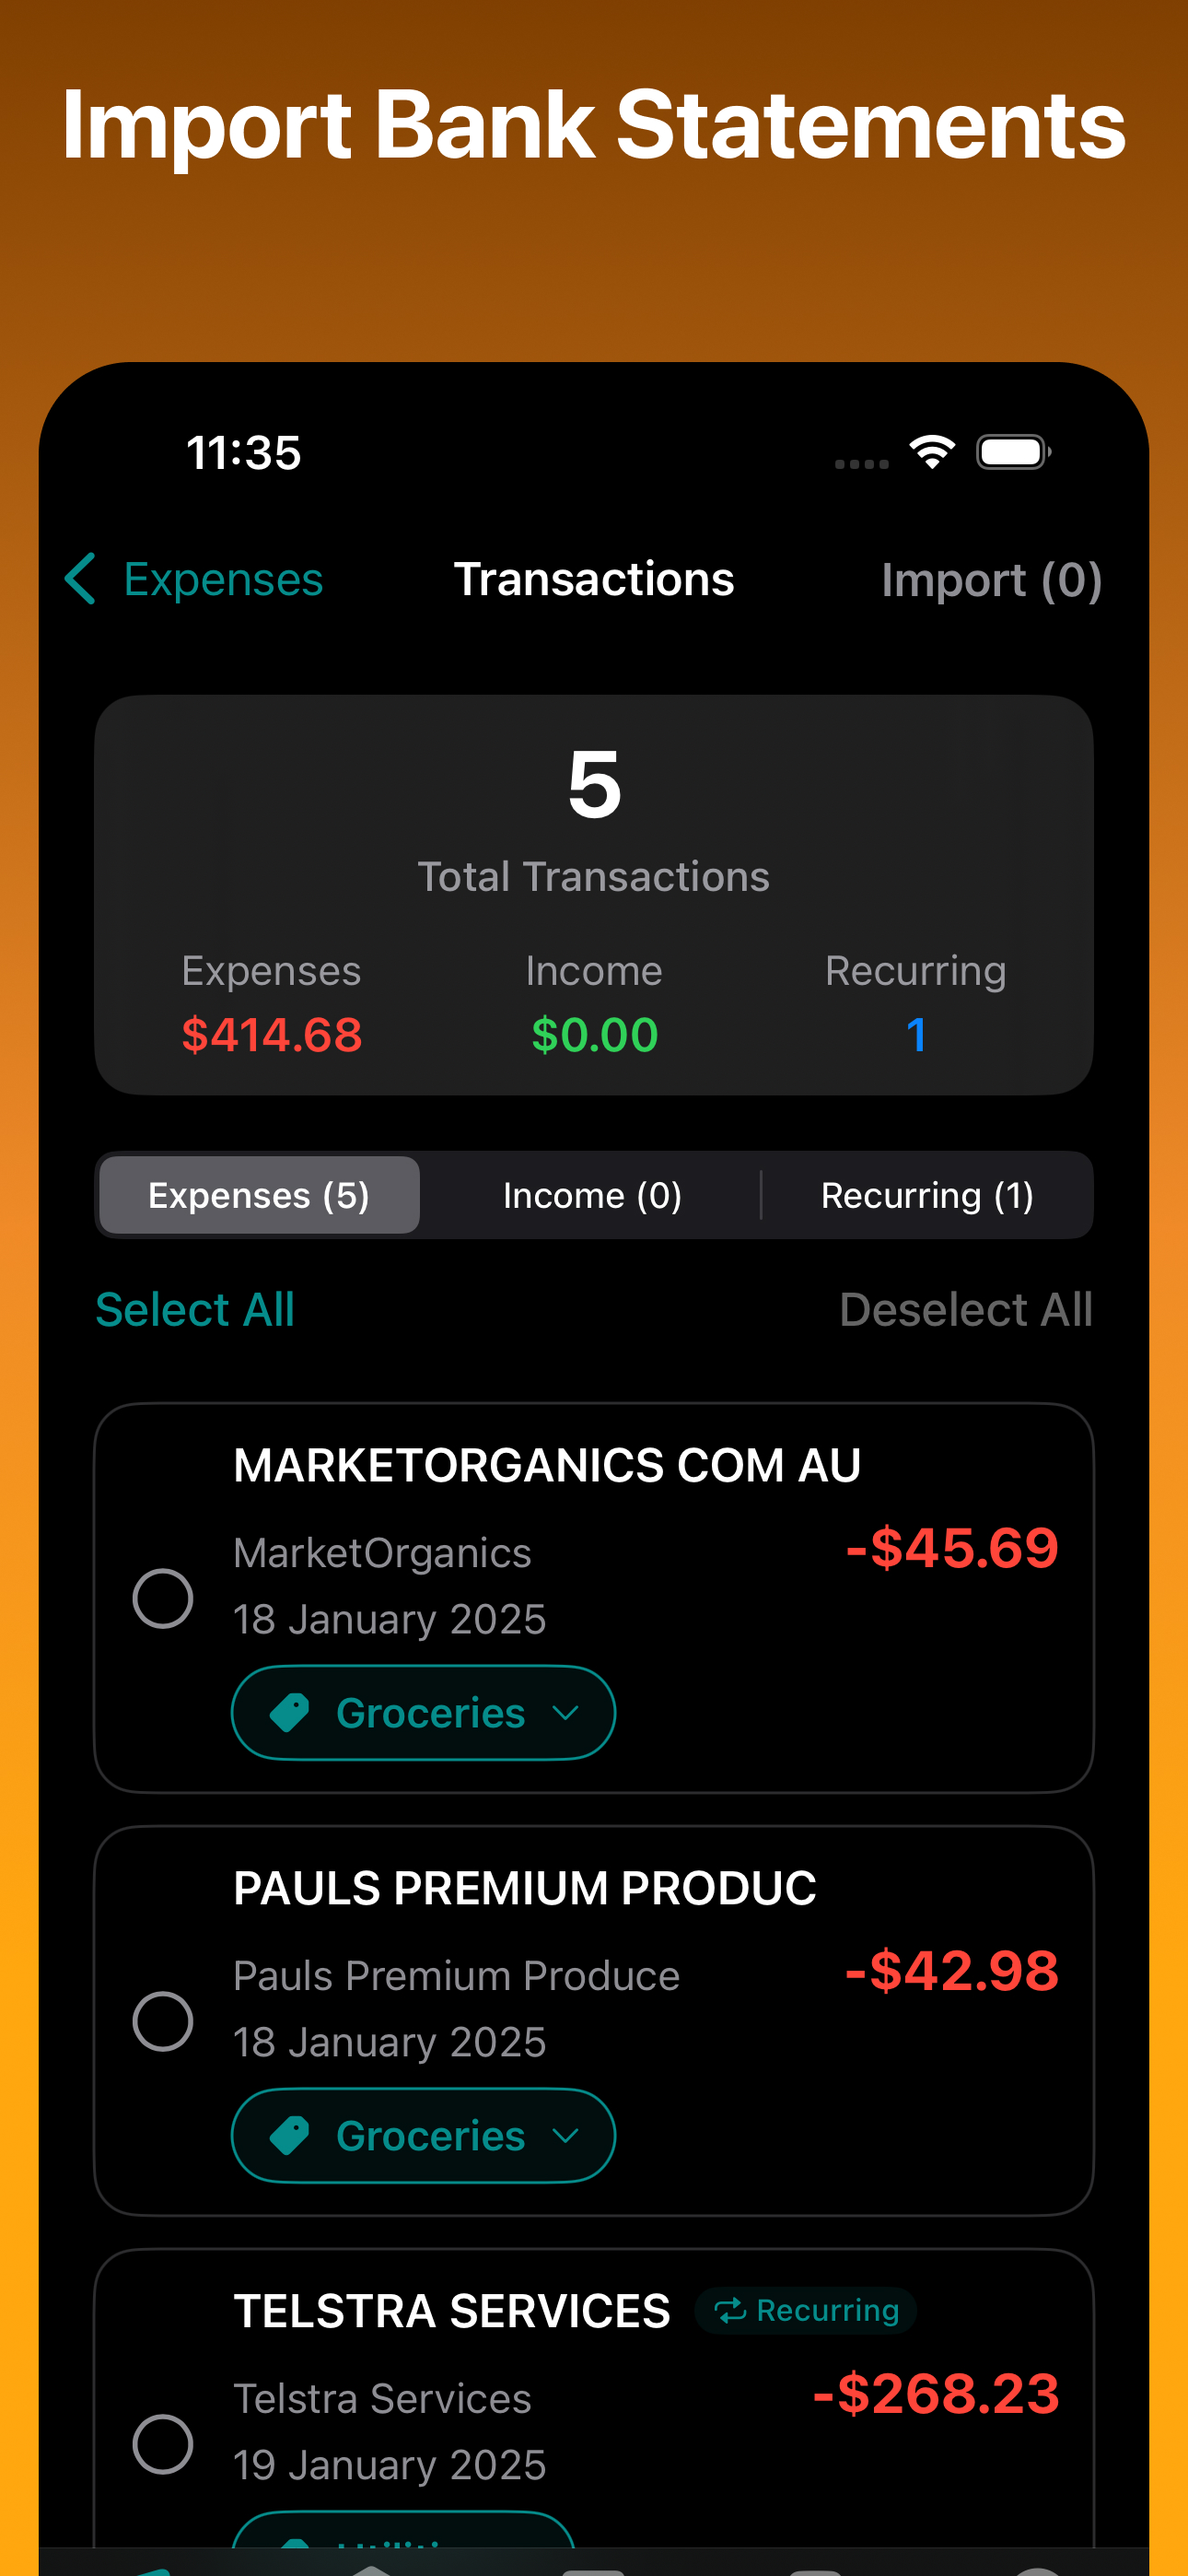 Import Bank Statements
11:35
Expenses Transactions Import (0)
5
Total Transactions
Expenses Income Recurring
$414.68 $0.00 1
Expenses (5) Income (0) Recurring (1)
Select All Deselect All
MARKETORGANICS COM AU
MarketOrganics -$45.69
18 January 2025
Groceries
PAULS PREMIUM PRODUC
Pauls Premium Produce -$42.98
18 January 2025
Groceries
TELSTRA SERVICES Recurring
Telstra Services -$268.23
19 January 2025